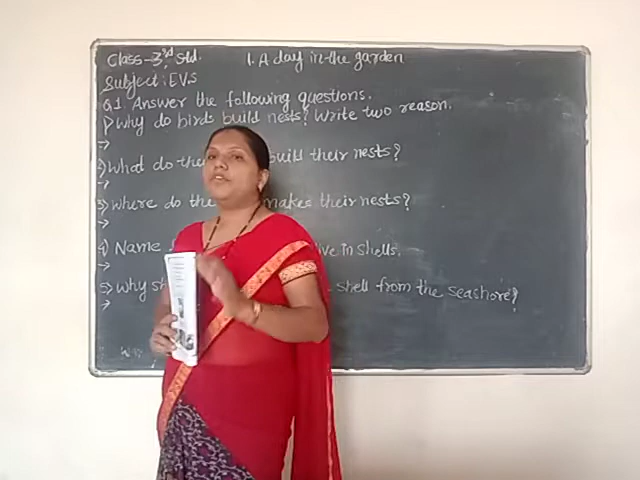 Class-3rd Std. 1. A day in the garden
Subject: EVS
Q1. Answer the following questions.
1) Why do birds build nests? Write two reason.
→
2) What do the build their nests?
→
3) Where do the makes their nests?
→
4) Name live in shells.
→
5) Why sh shell from the seashore?
→